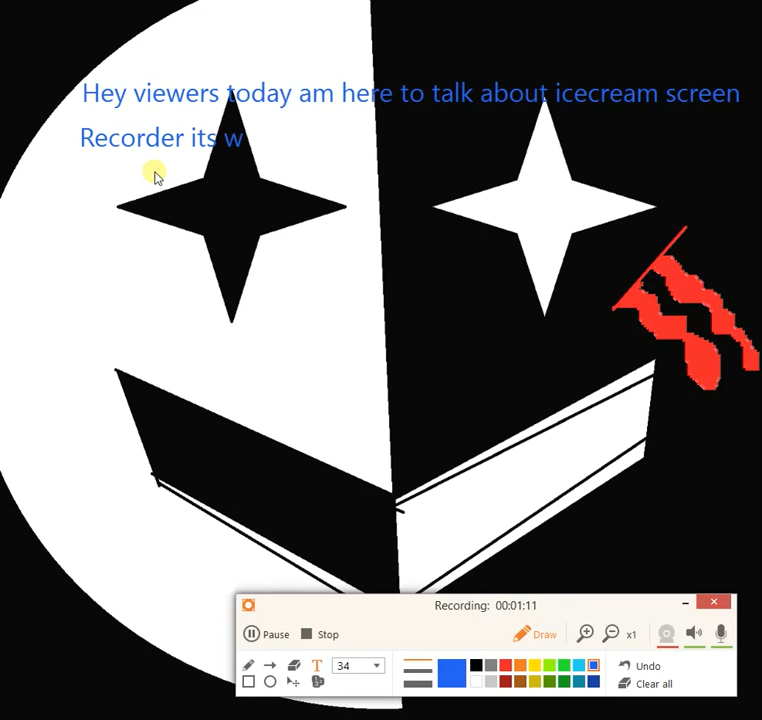 Hey viewers today am here to talk about icecream screen
Recorder its w
Recording: 00:01:11
Pause Stop Draw x1
T 34 Undo
Clear all